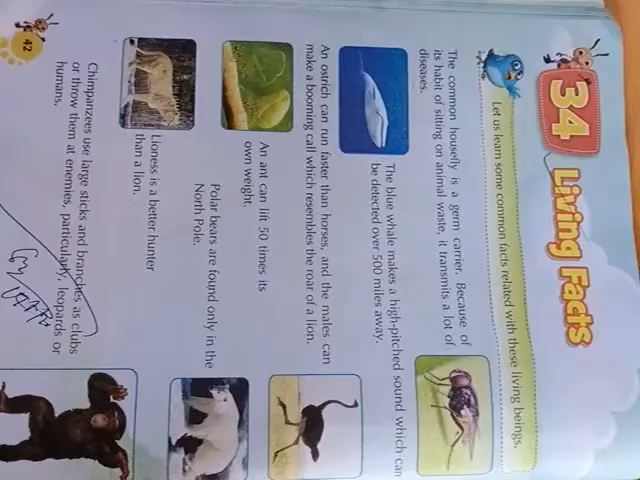 34 Living Facts
Let us learn some common facts related with these living beings.
The common housefly is a germ carrier. Because of
its habit of sitting on animal waste, it transmits a lot of
diseases.
The blue whale makes a high-pitched sound which can
be detected over 500 miles away.
An ostrich can run faster than horses, and the males can
make a booming call which resembles the roar of a lion.
An ant can lift 50 times its
own weight.
Polar bears are found only in the
North Pole.
Lioness is a better hunter
than a lion.
Chimpanzees use large sticks and branches as clubs
or throw them at enemies, particularly, leopards or
humans.
42